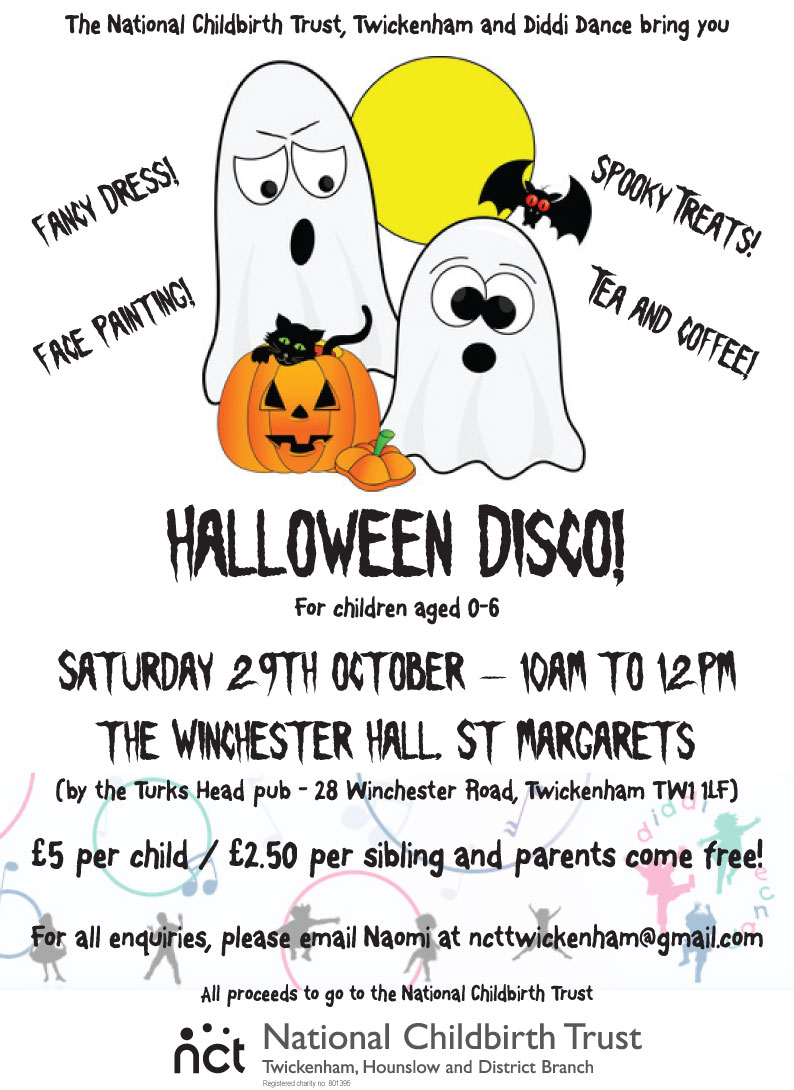 The National Childbirth Trust, Twickenham and Diddi Dance bring you
FANCY DRESS!
SPOOKY TREATS!
FACE PAINTING!
TEA AND COFFEE!
HALLOWEEN DISCO!
For children aged 0-6
SATURDAY 29TH OCTOBER – 10AM TO 12PM
THE WINCHESTER HALL, ST MARGARETS
(by the Turks Head pub - 28 Winchester Road, Twickenham TW1 1LF)
diddi
dance
£5 per child / £2.50 per sibling and parents come free!
For all enquiries, please email Naomi at ncttwickenham@gmail.com
All proceeds to go to the National Childbirth Trust
nct National Childbirth Trust
Twickenham, Hounslow and District Branch
Registered charity no. 801395